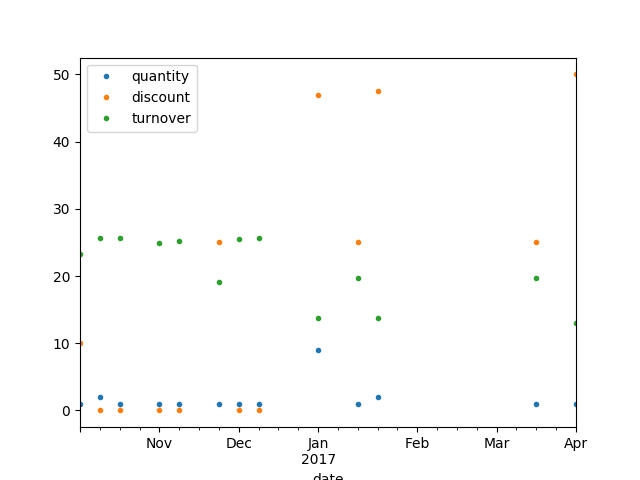 50
40
30
20
10
0
quantity
discount
turnover
Nov
Dec
Jan
2017
Feb
Mar
Apr
date